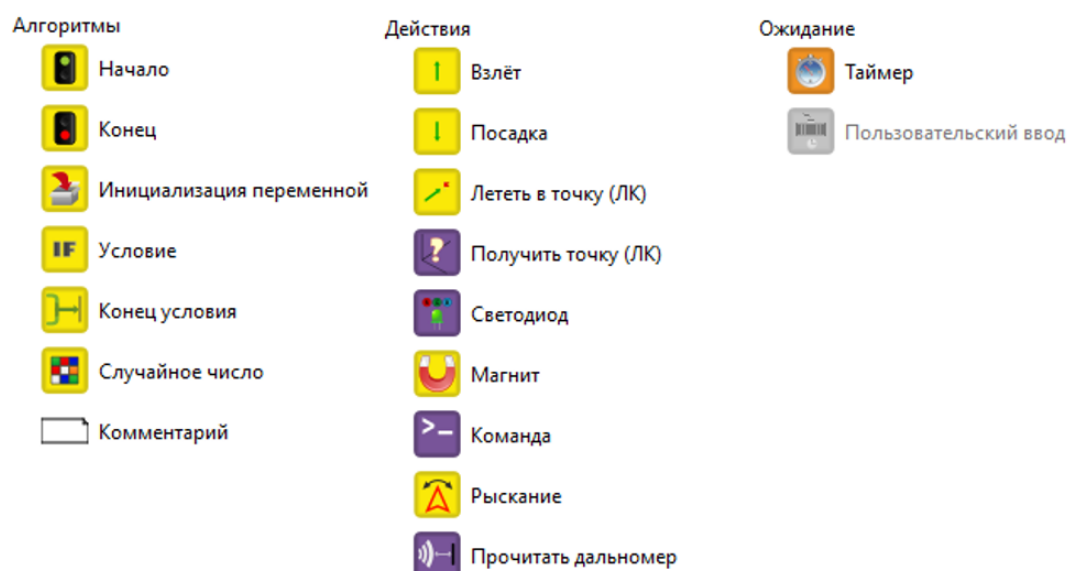 Алгоритмы
Начало
Конец
Инициализация переменной
IF Условие
Конец условия
Случайное число
Комментарий
Действия
Взлёт
Посадка
Лететь в точку (ЛК)
? Получить точку (ЛК)
Светодиод
Магнит
>_ Команда
Рыскание
Прочитать дальномер
Ожидание
Таймер
Пользовательский ввод